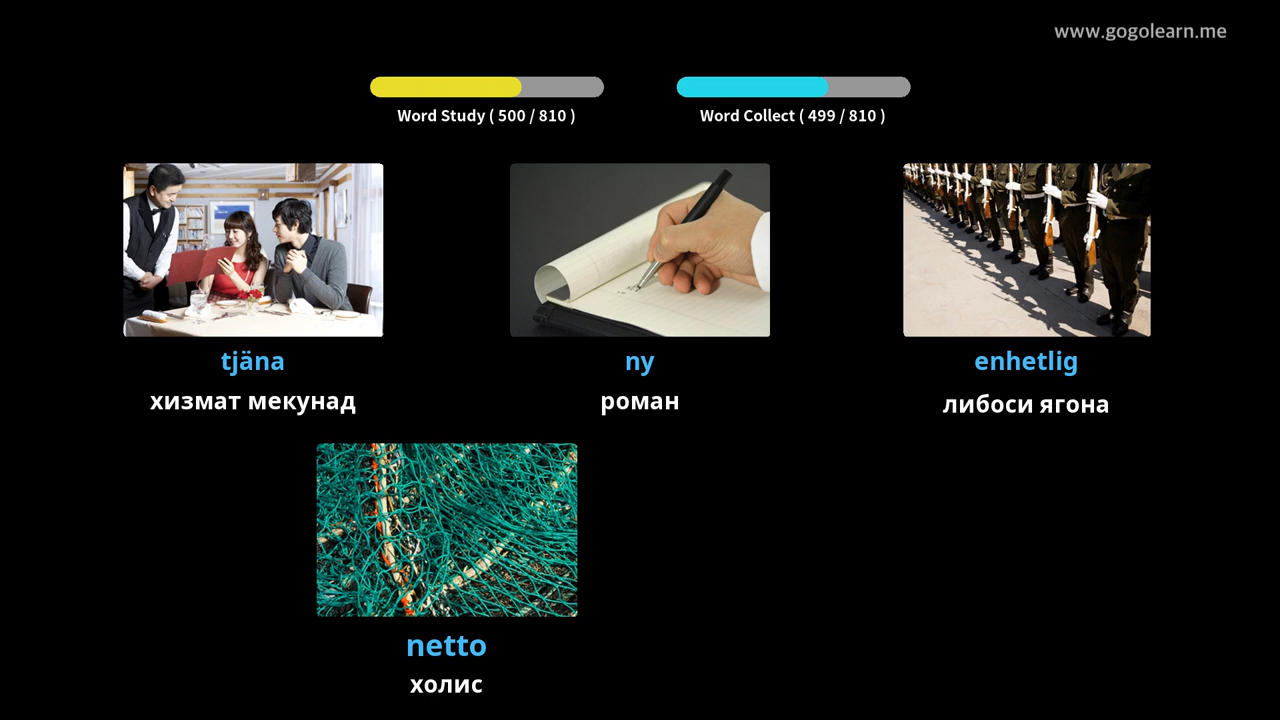 www.gogolearn.me
Word Study ( 500 / 810 )
Word Collect ( 499 / 810 )
tjäna
хизмат мекунад
ny
роман
enhetlig
либоси ягона
netto
холис